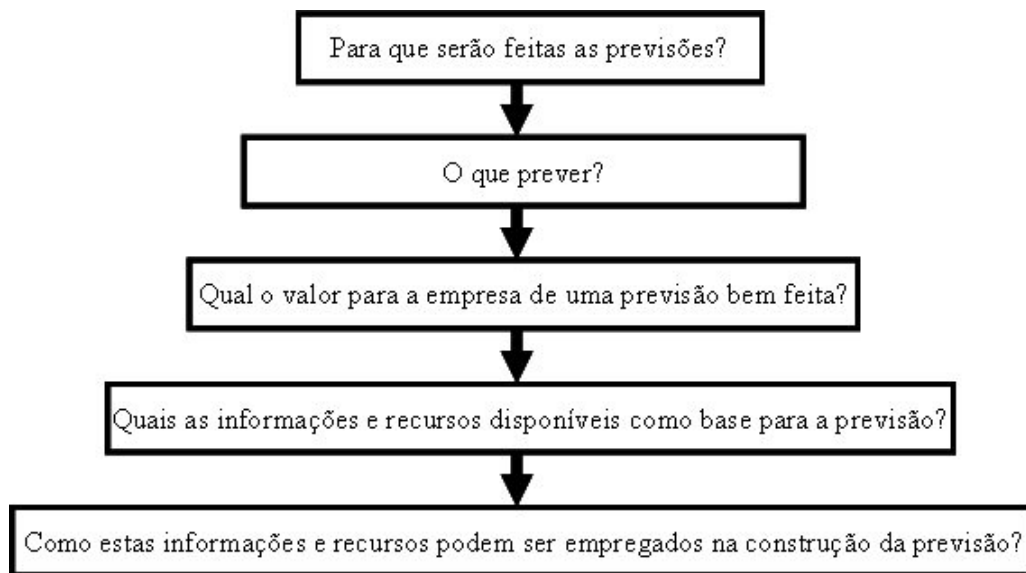 Para que serão feitas as previsões?
O que prever?
Qual o valor para a empresa de uma previsão bem feita?
Quais as informações e recursos disponíveis como base para a previsão?
Como estas informações e recursos podem ser empregados na construção da previsão?